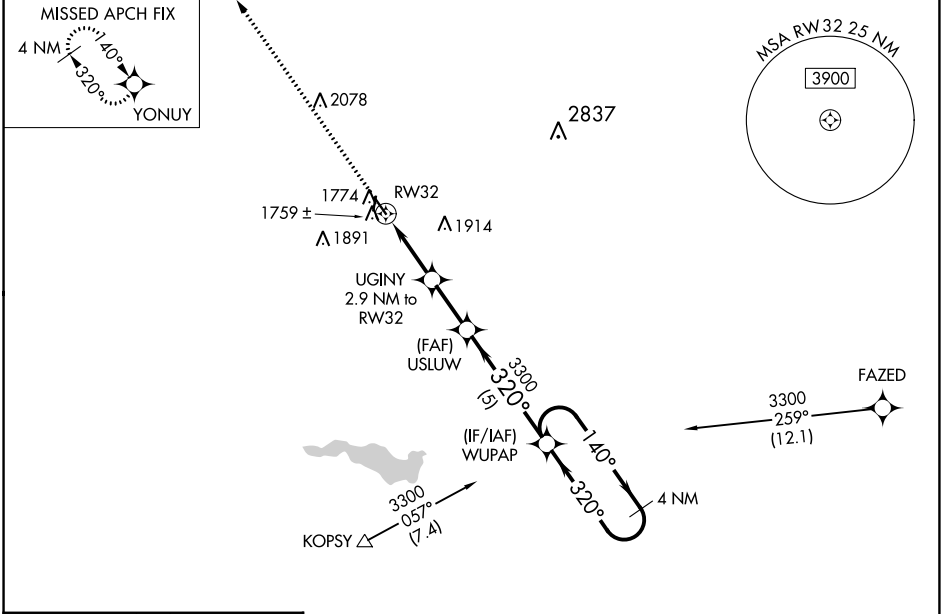 MISSED APCH FIX
4 NM
140°
320°
YONUY
2078
2837
MSA RW32 25 NM
3900
1774
RW32
1759 ±
1891
1914
UGINY
2.9 NM to
RW32
(FAF)
USLUW
3300
320°
(5)
FAZED
3300
259°
(12.1)
(IF/IAF)
WUPAP
140°
320°
4 NM
3300
057°
(7.4)
KOPSY